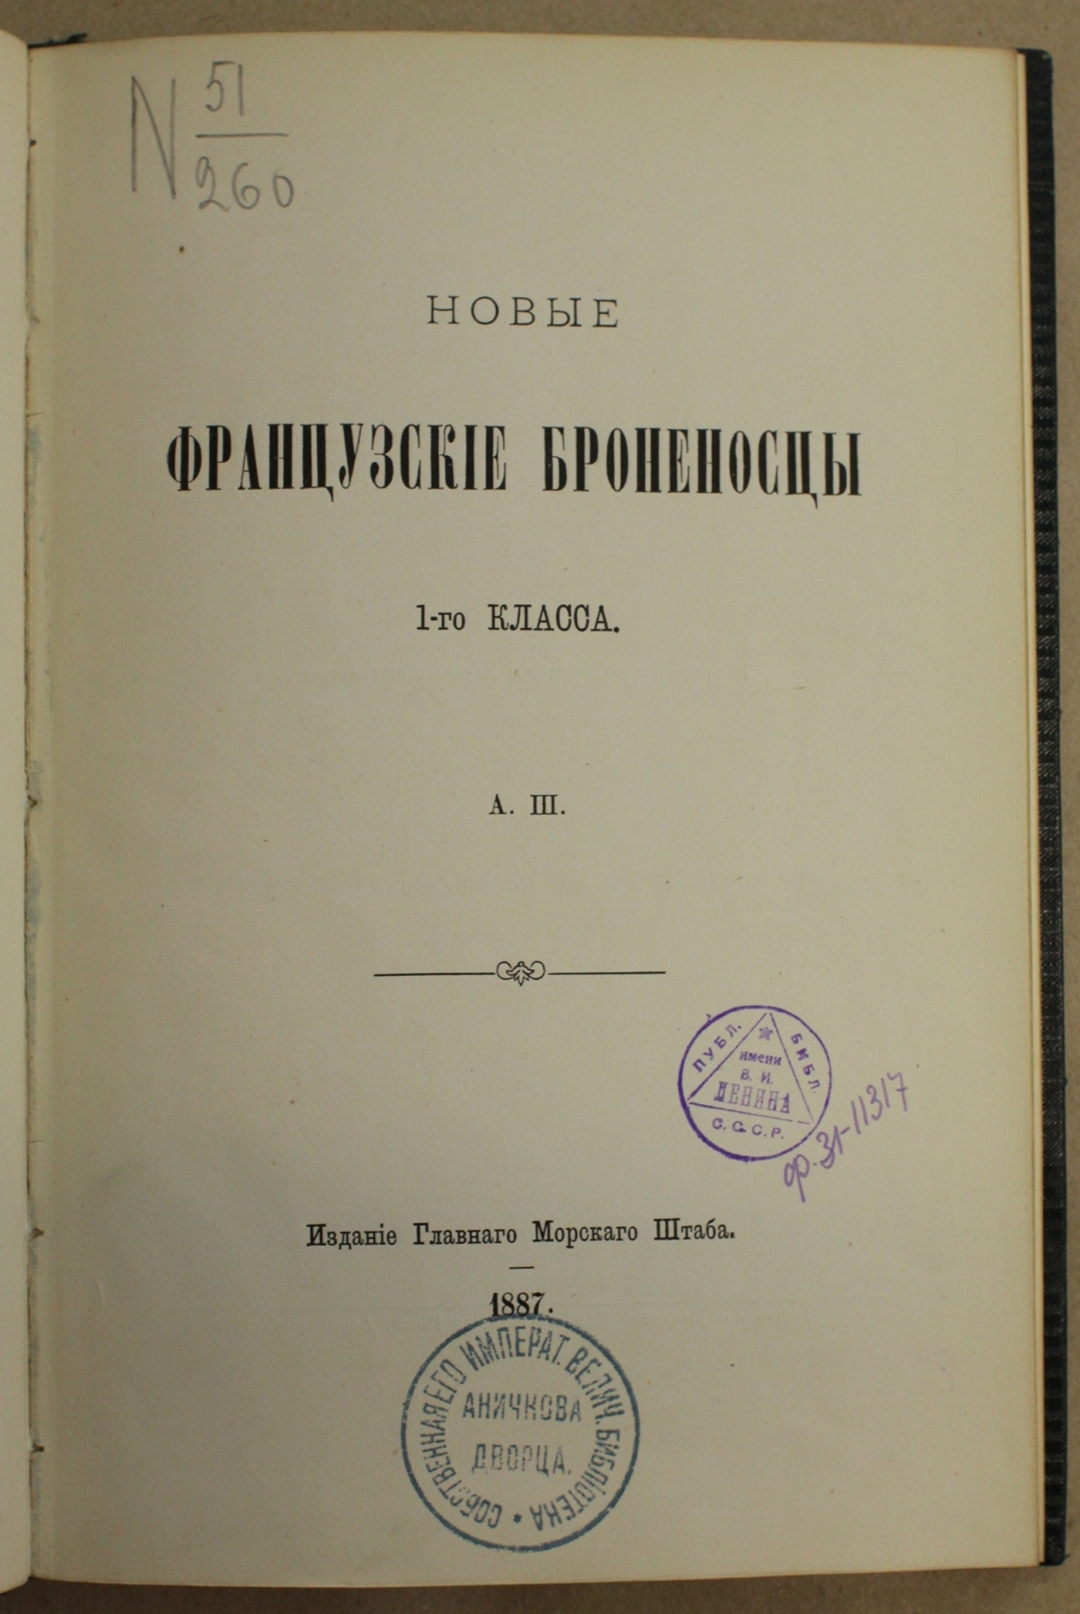 N 51
260
НОВЫЕ
ФРАНЦУЗСКІЕ БРОНЕНОСЦЫ
1-го КЛАССА.
А. Ш.
ПУБЛ. БИБЛ.
имени
В. И.
ЛЕНИНА
С.С.С.Р.
ф. 31-11317
Изданіе Главнаго Морскаго Штаба.
1887.
СОБСТВЕННАЯ ЕГО ИМПЕРАТ. ВЕЛИЧ. БИБЛІОТЕКА
АНИЧКОВА
ДВОРЦА.